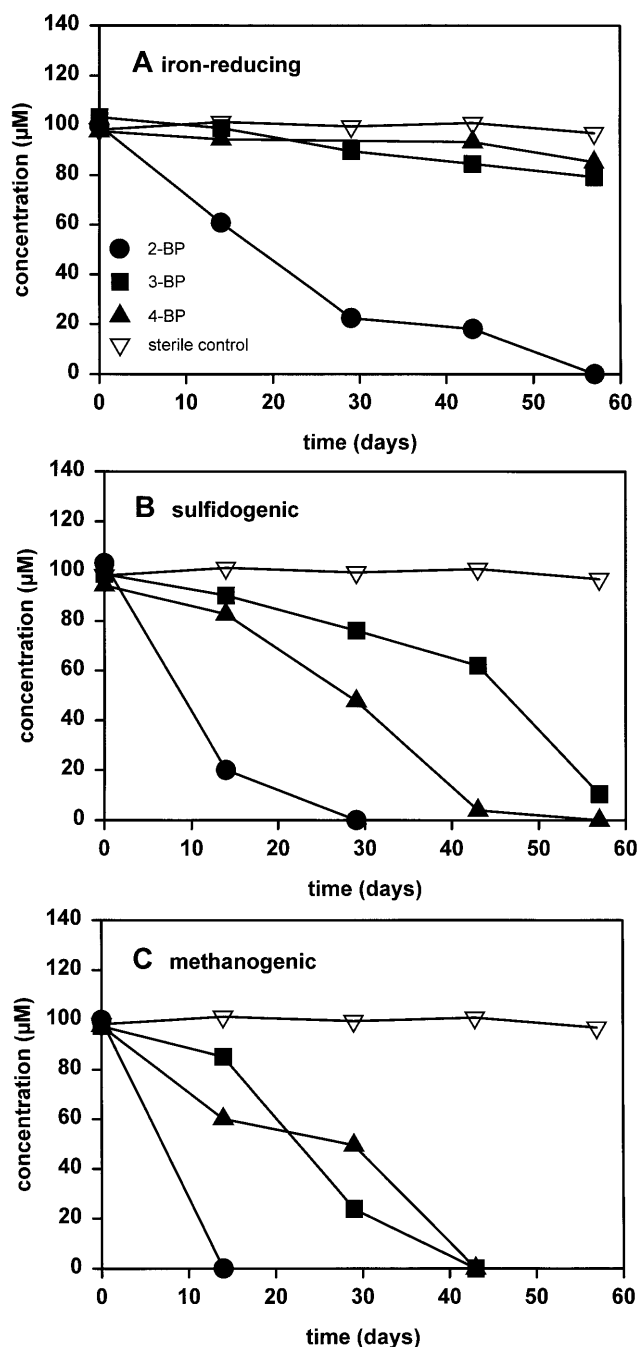 140
A iron-reducing
120
100
80
60
40
20
0
concentration (µM)
2-BP
3-BP
4-BP
sterile control
0 10 20 30 40 50 60
time (days)
140
B sulfidogenic
120
100
80
60
40
20
0
concentration (µM)
0 10 20 30 40 50 60
time (days)
140
C methanogenic
120
100
80
60
40
20
0
concentration (µM)
0 10 20 30 40 50 60
time (days)